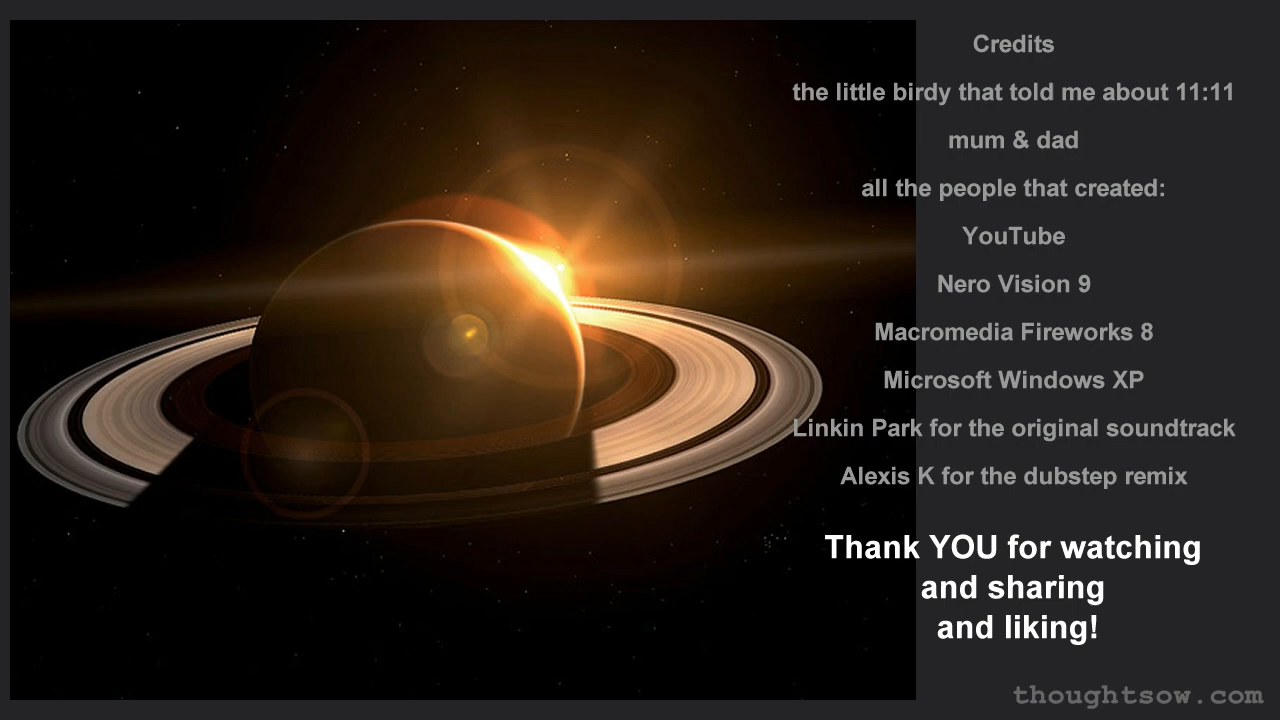 Credits
the little birdy that told me about 11:11
mum & dad
all the people that created:
YouTube
Nero Vision 9
Macromedia Fireworks 8
Microsoft Windows XP
Linkin Park for the original soundtrack
Alexis K for the dubstep remix
Thank YOU for watching
and sharing
and liking!
thoughtsow.com